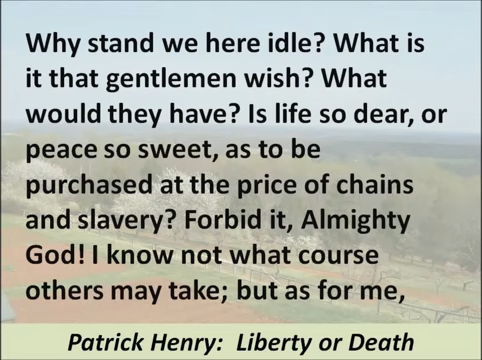 Why stand we here idle? What is
it that gentlemen wish? What
would they have? Is life so dear, or
peace so sweet, as to be
purchased at the price of chains
and slavery? Forbid it, Almighty
God! I know not what course
others may take; but as for me,
Patrick Henry: Liberty or Death